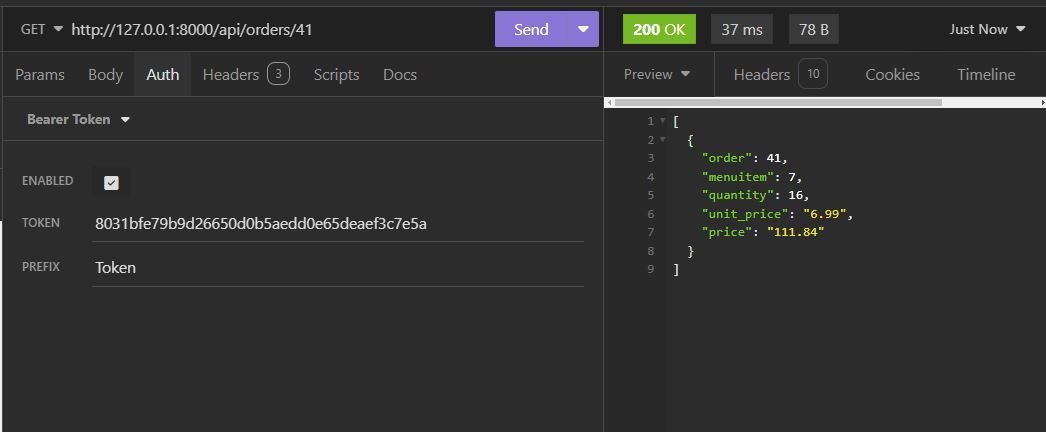 GET http://127.0.0.1:8000/api/orders/41 Send
Params Body Auth Headers 3 Scripts Docs
Bearer Token
ENABLED
TOKEN 8031bfe79b9d26650d0b5aedd0e65deaef3c7e5a
PREFIX Token
200 OK 37 ms 78 B Just Now
Preview Headers 10 Cookies Timeline
1 [
2 {
3 "order": 41,
4 "menuitem": 7,
5 "quantity": 16,
6 "unit_price": "6.99",
7 "price": "111.84"
8 }
9 ]